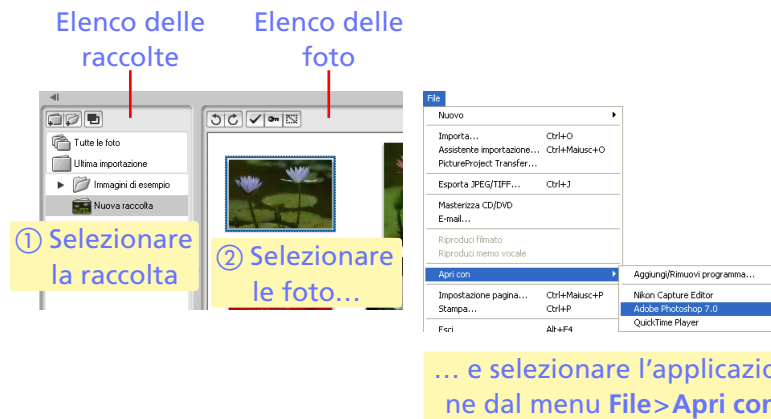 Elenco delle
raccolte
Elenco delle
foto
Tutte le foto
Ultima importazione
Immagini di esempio
Nuova raccolta
① Selezionare
la raccolta
② Selezionare
le foto…
File
Nuovo
Importa... Ctrl+O
Assistente importazione... Ctrl+Maiusc+O
PictureProject Transfer...
Esporta JPEG/TIFF... Ctrl+J
Masterizza CD/DVD
E-mail...
Riproduci filmato
Riproduci memo vocale
Apri con
Impostazione pagina... Ctrl+Maiusc+P
Stampa... Ctrl+P
Esci Alt+F4
Aggiungi/Rimuovi programma...
Nikon Capture Editor
Adobe Photoshop 7.0
QuickTime Player
… e selezionare l’applicazio
ne dal menu File>Apri con